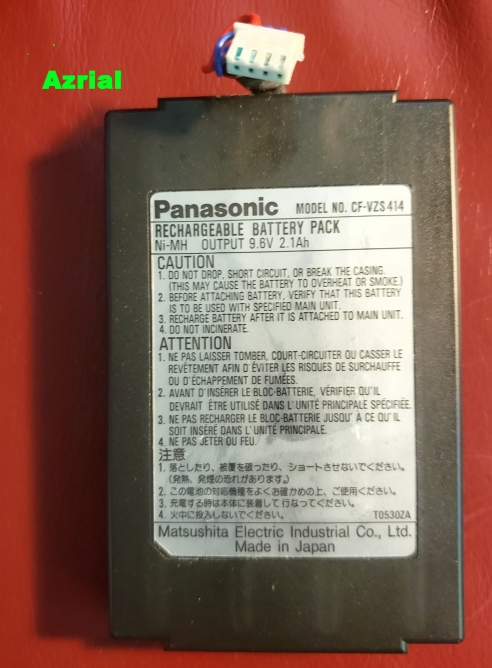 Azrial
Panasonic MODEL NO. CF-VZS414
RECHARGEABLE BATTERY PACK
Ni-MH OUTPUT 9.6V 2.1Ah
CAUTION
1. DO NOT DROP, SHORT CIRCUIT, OR BREAK THE CASING.
(THIS MAY CAUSE THE BATTERY TO OVERHEAT OR SMOKE.)
2. BEFORE ATTACHING BATTERY, VERIFY THAT THIS BATTERY
IS TO BE USED WITH SPECIFIED MAIN UNIT.
3. RECHARGE BATTERY AFTER IT IS ATTACHED TO MAIN UNIT.
4. DO NOT INCINERATE.
ATTENTION
1. NE PAS LAISSER TOMBER, COURT-CIRCUITER OU CASSER LE
REVÊTEMENT AFIN D'ÉVITER LES RISQUES DE SURCHAUFFE
OU D'ÉCHAPPEMENT DE FUMÉES.
2. AVANT D'INSÉRER LE BLOC-BATTERIE, VÉRIFIER QU'IL
DEVRAIT ÊTRE UTILISÉ DANS L'UNITÉ PRINCIPALE SPÉCIFIÉE.
3. NE PAS RECHARGER LE BLOC-BATTERIE JUSQU'À CE QU'IL
SOIT INSÉRÉ DANS L'UNITÉ PRINCIPALE.
4. NE PAS JETER OU FEU.
注意
1. 落としたり、被覆を破ったり、ショートさせないでください。
(発熱、発煙の恐れがあります。)
2. この電池の対応機種をよくお確かめの上、ご使用ください。
3. 充電する時は本体に装着して行なってください。
4. 火中に投入しないでください。 T0530ZA
Matsushita Electric Industrial Co., Ltd.
Made in Japan